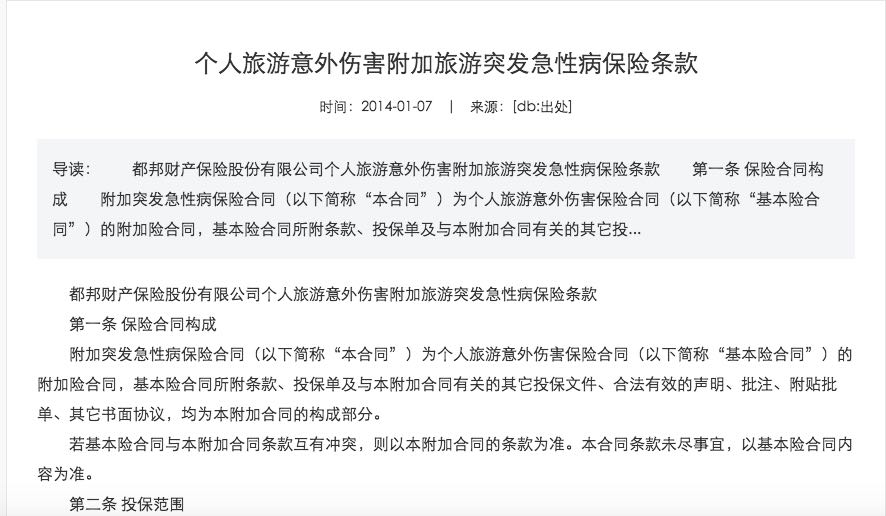 个人旅游意外伤害附加旅游突发急性病保险条款
时间：2014-01-07 | 来源：[db:出处]
导读： 都邦财产保险股份有限公司个人旅游意外伤害附加旅游突发急性病保险条款 第一条 保险合同构
成 附加突发急性病保险合同（以下简称“本合同”）为个人旅游意外伤害保险合同（以下简称“基本险合
同”）的附加险合同，基本险合同所附条款、投保单及与本附加合同有关的其它投...
都邦财产保险股份有限公司个人旅游意外伤害附加旅游突发急性病保险条款
第一条 保险合同构成
附加突发急性病保险合同（以下简称“本合同”）为个人旅游意外伤害保险合同（以下简称“基本险合同”）的
附加险合同，基本险合同所附条款、投保单及与本附加合同有关的其它投保文件、合法有效的声明、批注、附贴批
单、其它书面协议，均为本附加合同的构成部分。
若基本险合同与本附加合同条款互有冲突，则以本附加合同的条款为准。本合同条款未尽事宜，以基本险合同内
容为准。
第二条 投保范围